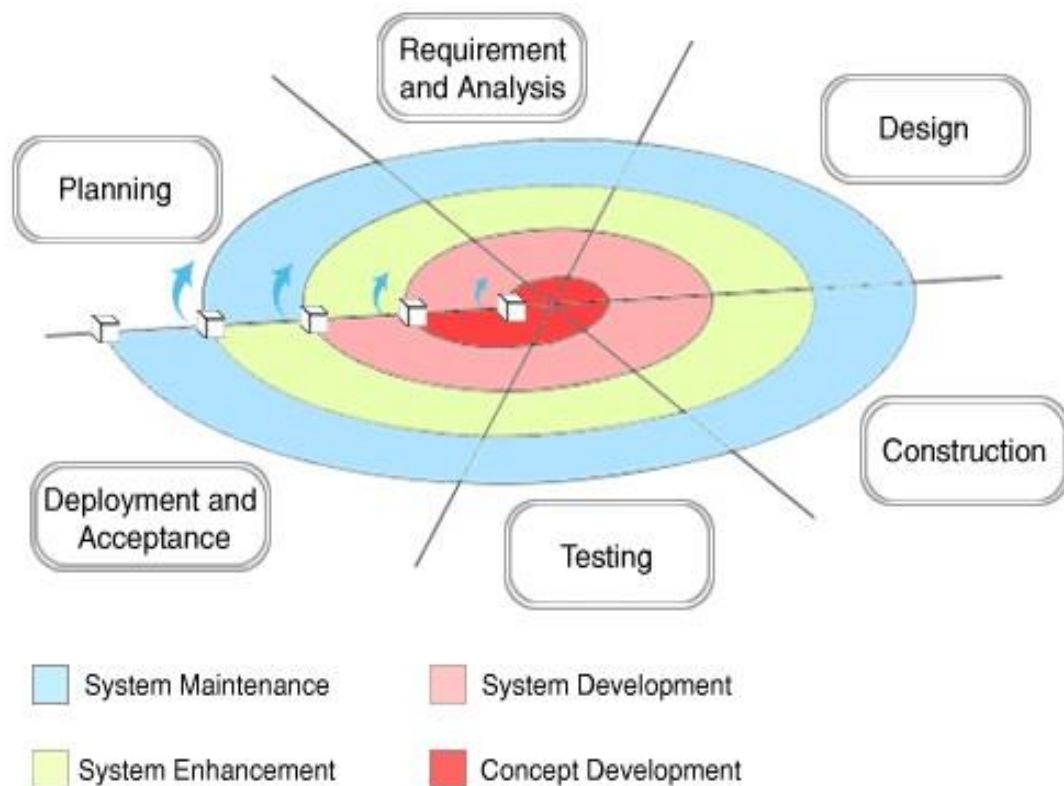 Requirement
and Analysis
Design
Planning
Construction
Deployment and
Acceptance
Testing
System Maintenance
System Development
System Enhancement
Concept Development